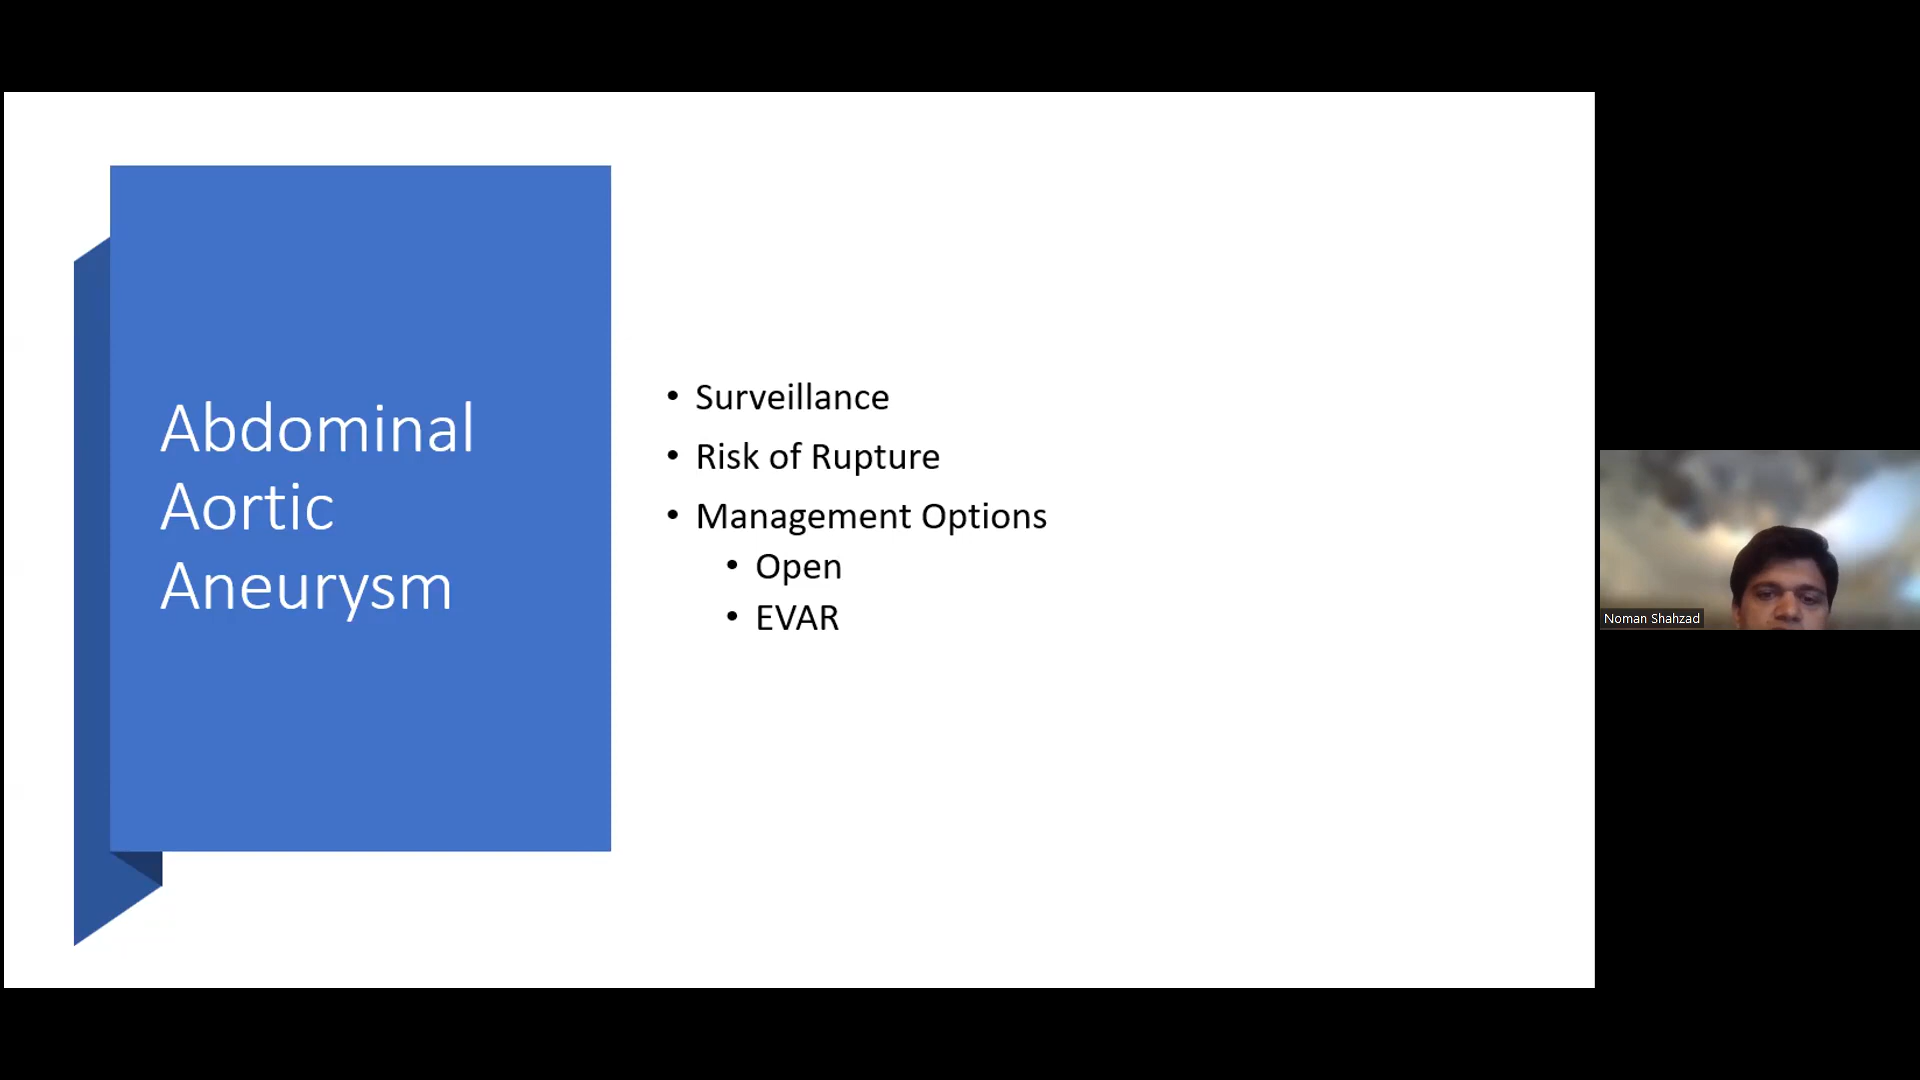 Abdominal
Aortic
Aneurysm
• Surveillance
• Risk of Rupture
• Management Options
• Open
• EVAR
Noman Shahzad